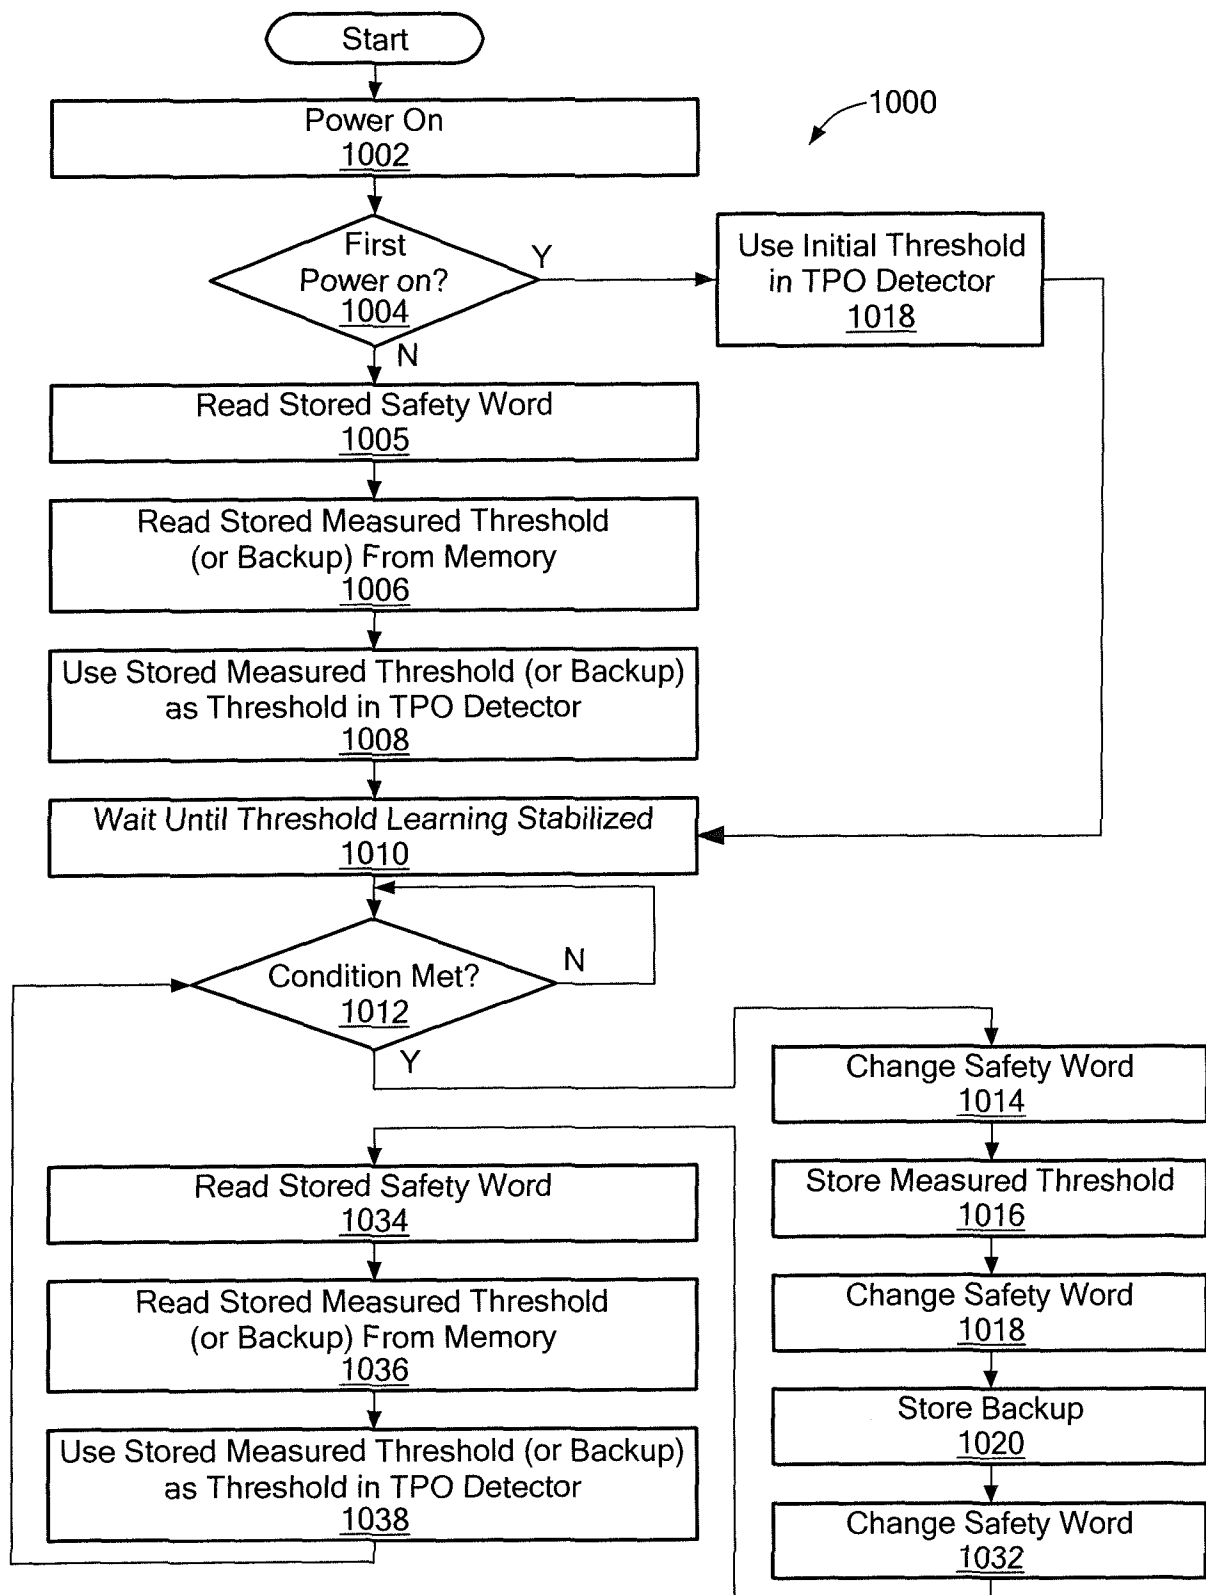 Start
1000
Power On
1002
First
Power on?
1004
Y
N
Use Initial Threshold
in TPO Detector
1018
Read Stored Safety Word
1005
Read Stored Measured Threshold
(or Backup) From Memory
1006
Use Stored Measured Threshold (or Backup)
as Threshold in TPO Detector
1008
Wait Until Threshold Learning Stabilized
1010
Condition Met?
1012
N
Y
Change Safety Word
1014
Store Measured Threshold
1016
Change Safety Word
1018
Store Backup
1020
Change Safety Word
1032
Read Stored Safety Word
1034
Read Stored Measured Threshold
(or Backup) From Memory
1036
Use Stored Measured Threshold (or Backup)
as Threshold in TPO Detector
1038